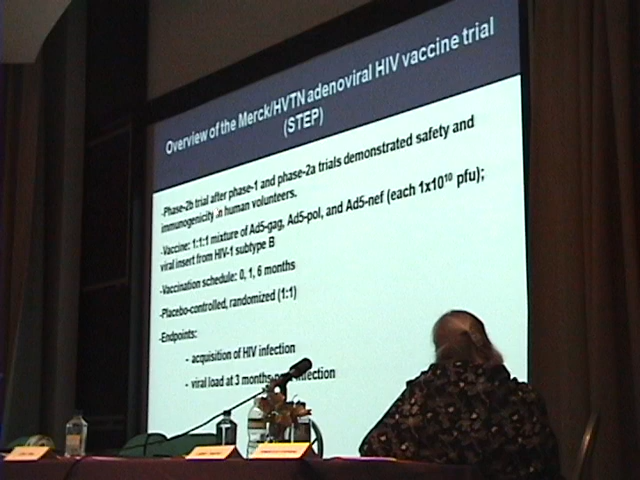 Overview of the Merck/HVTN adenoviral HIV vaccine trial
(STEP)
-Phase-2b trial after phase-1 and phase-2a trials demonstrated safety and
immunogenicity in human volunteers.
-Vaccine: 1:1:1 mixture of Ad5-gag, Ad5-pol, and Ad5-nef (each 1x10¹⁰ pfu);
viral insert from HIV-1 subtype B
-Vaccination schedule: 0, 1, 6 months
-Placebo-controlled, randomized (1:1)
-Endpoints:
- acquisition of HIV infection
- viral load at 3 months